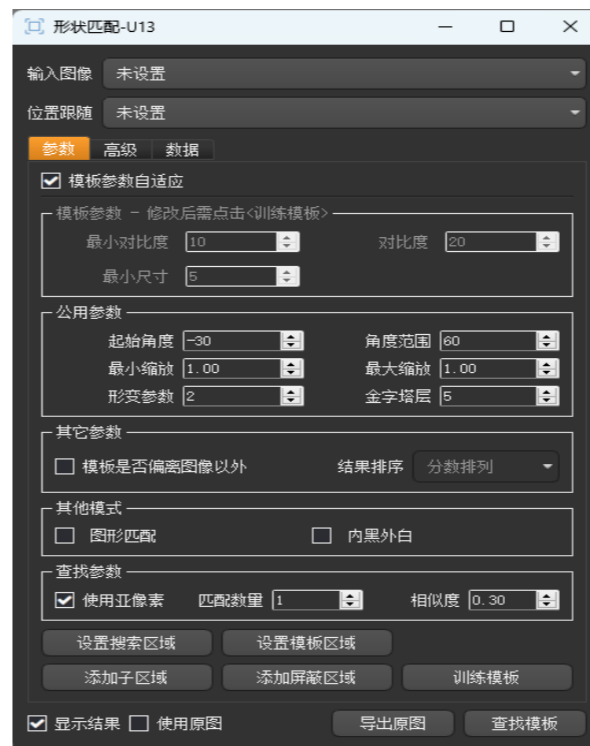 形状匹配-U13
输入图像 未设置
位置跟随 未设置
参数 高级 数据
模板参数自适应
模板参数 - 修改后需点击<训练模板>
最小对比度 10 对比度 20
最小尺寸 5
公用参数
起始角度 -30 角度范围 60
最小缩放 1.00 最大缩放 1.00
形变参数 2 金字塔层 5
其它参数
模板是否偏离图像以外 结果排序 分数排列
其他模式
图形匹配 内黑外白
查找参数
使用亚像素 匹配数量 1 相似度 0.30
设置搜索区域 设置模板区域
添加子区域 添加屏蔽区域 训练模板
显示结果 使用原图 导出原图 查找模板